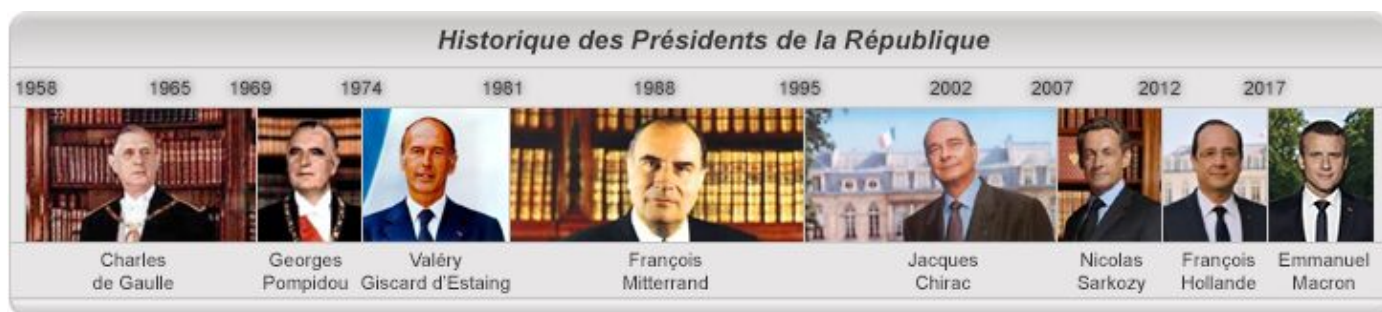 Historique des Présidents de la République
1958 1965 1969 1974 1981 1988 1995 2002 2007 2012 2017
Charles
de Gaulle
Georges
Pompidou
Valéry
Giscard d’Estaing
François
Mitterrand
Jacques
Chirac
Nicolas
Sarkozy
François
Hollande
Emmanuel
Macron